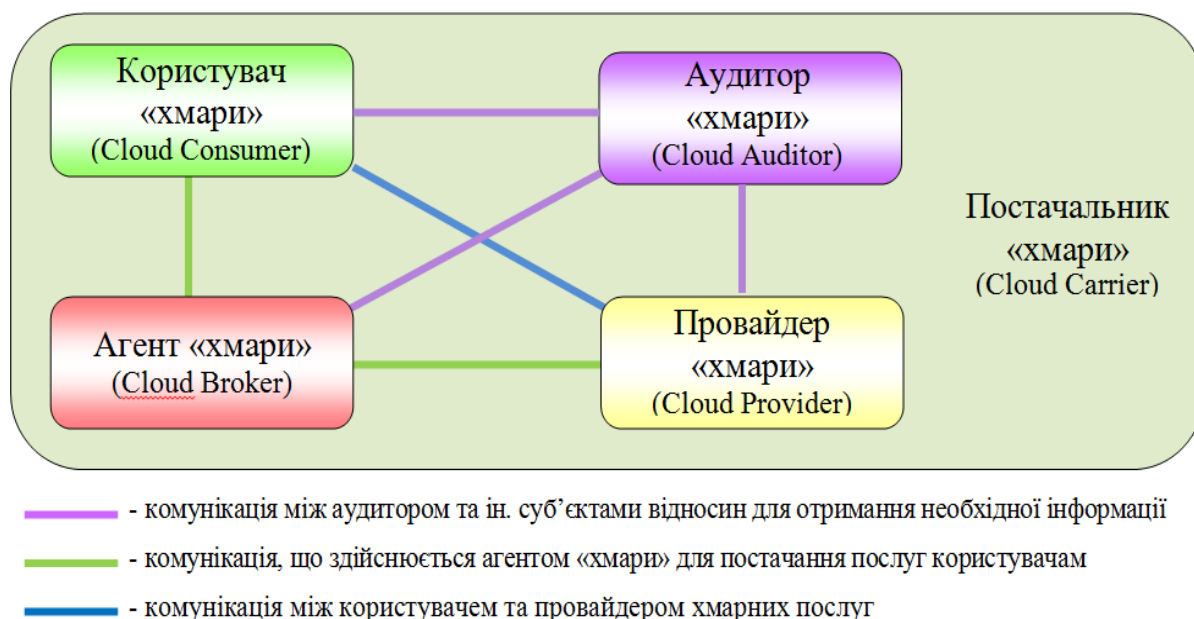 Користувач
«хмари»
(Cloud Consumer)
Аудитор
«хмари»
(Cloud Auditor)
Постачальник
«хмари»
(Cloud Carrier)
Агент «хмари»
(Cloud Broker)
Провайдер
«хмари»
(Cloud Provider)
- комунікація між аудитором та ін. суб’єктами відносин для отримання необхідної інформації
- комунікація, що здійснюється агентом «хмари» для постачання послуг користувачам
- комунікація між користувачем та провайдером хмарних послуг